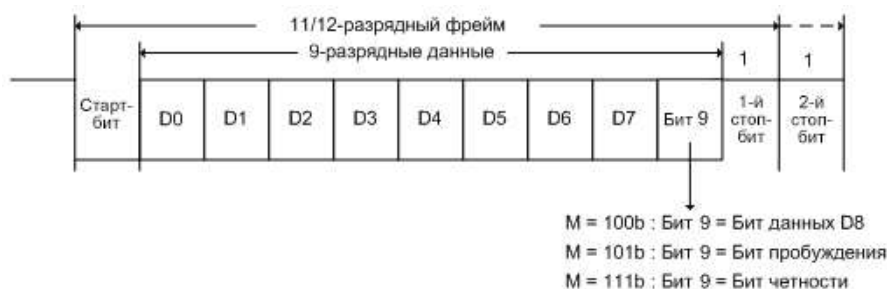 11/12-разрядный фрейм
9-разрядные данные
1 1
Старт-бит D0 D1 D2 D3 D4 D5 D6 D7 Бит 9 1-й стоп-бит 2-й стоп-бит
M = 100b : Бит 9 = Бит данных D8
M = 101b : Бит 9 = Бит пробуждения
M = 111b : Бит 9 = Бит четности